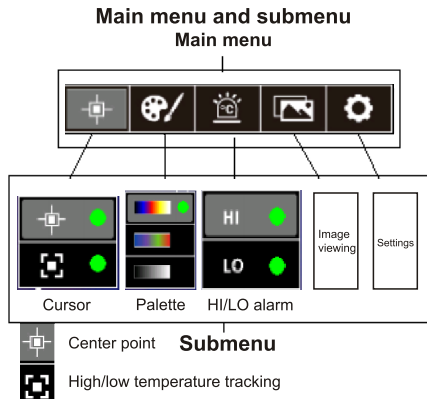 Main menu and submenu
Main menu
°C
HI
LO
Image
viewing
Settings
Cursor
Palette
HI/LO alarm
Submenu
Center point
High/low temperature tracking